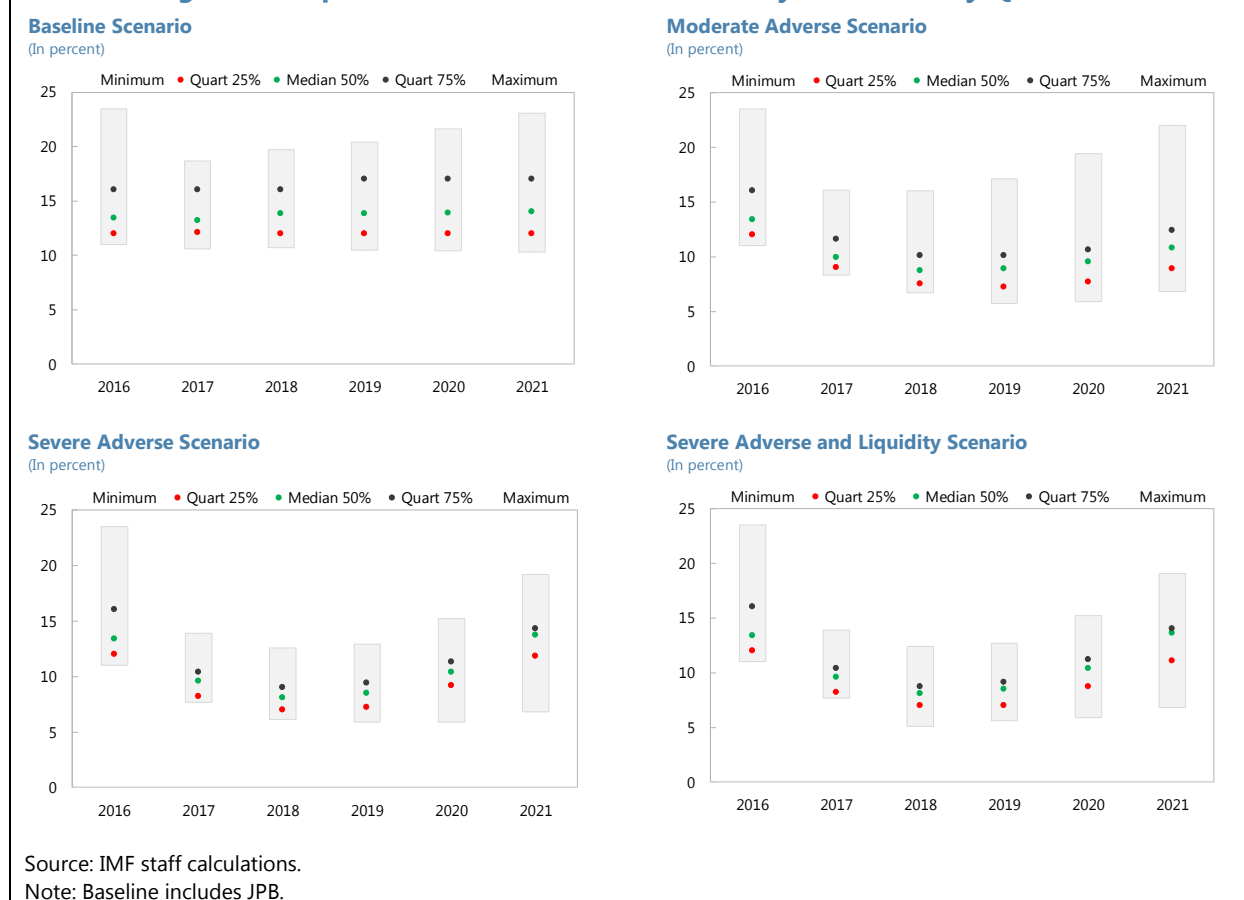 Baseline Scenario
(In percent)
Minimum • Quart 25% • Median 50% • Quart 75% Maximum
25
20
15
10
5
0
2016 2017 2018 2019 2020 2021
Moderate Adverse Scenario
(In percent)
Minimum • Quart 25% • Median 50% • Quart 75% Maximum
25
20
15
10
5
0
2016 2017 2018 2019 2020 2021
Severe Adverse Scenario
(In percent)
Minimum • Quart 25% • Median 50% • Quart 75% Maximum
25
20
15
10
5
0
2016 2017 2018 2019 2020 2021
Severe Adverse and Liquidity Scenario
(In percent)
Minimum • Quart 25% • Median 50% • Quart 75% Maximum
25
20
15
10
5
0
2016 2017 2018 2019 2020 2021
Source: IMF staff calculations.
Note: Baseline includes JPB.